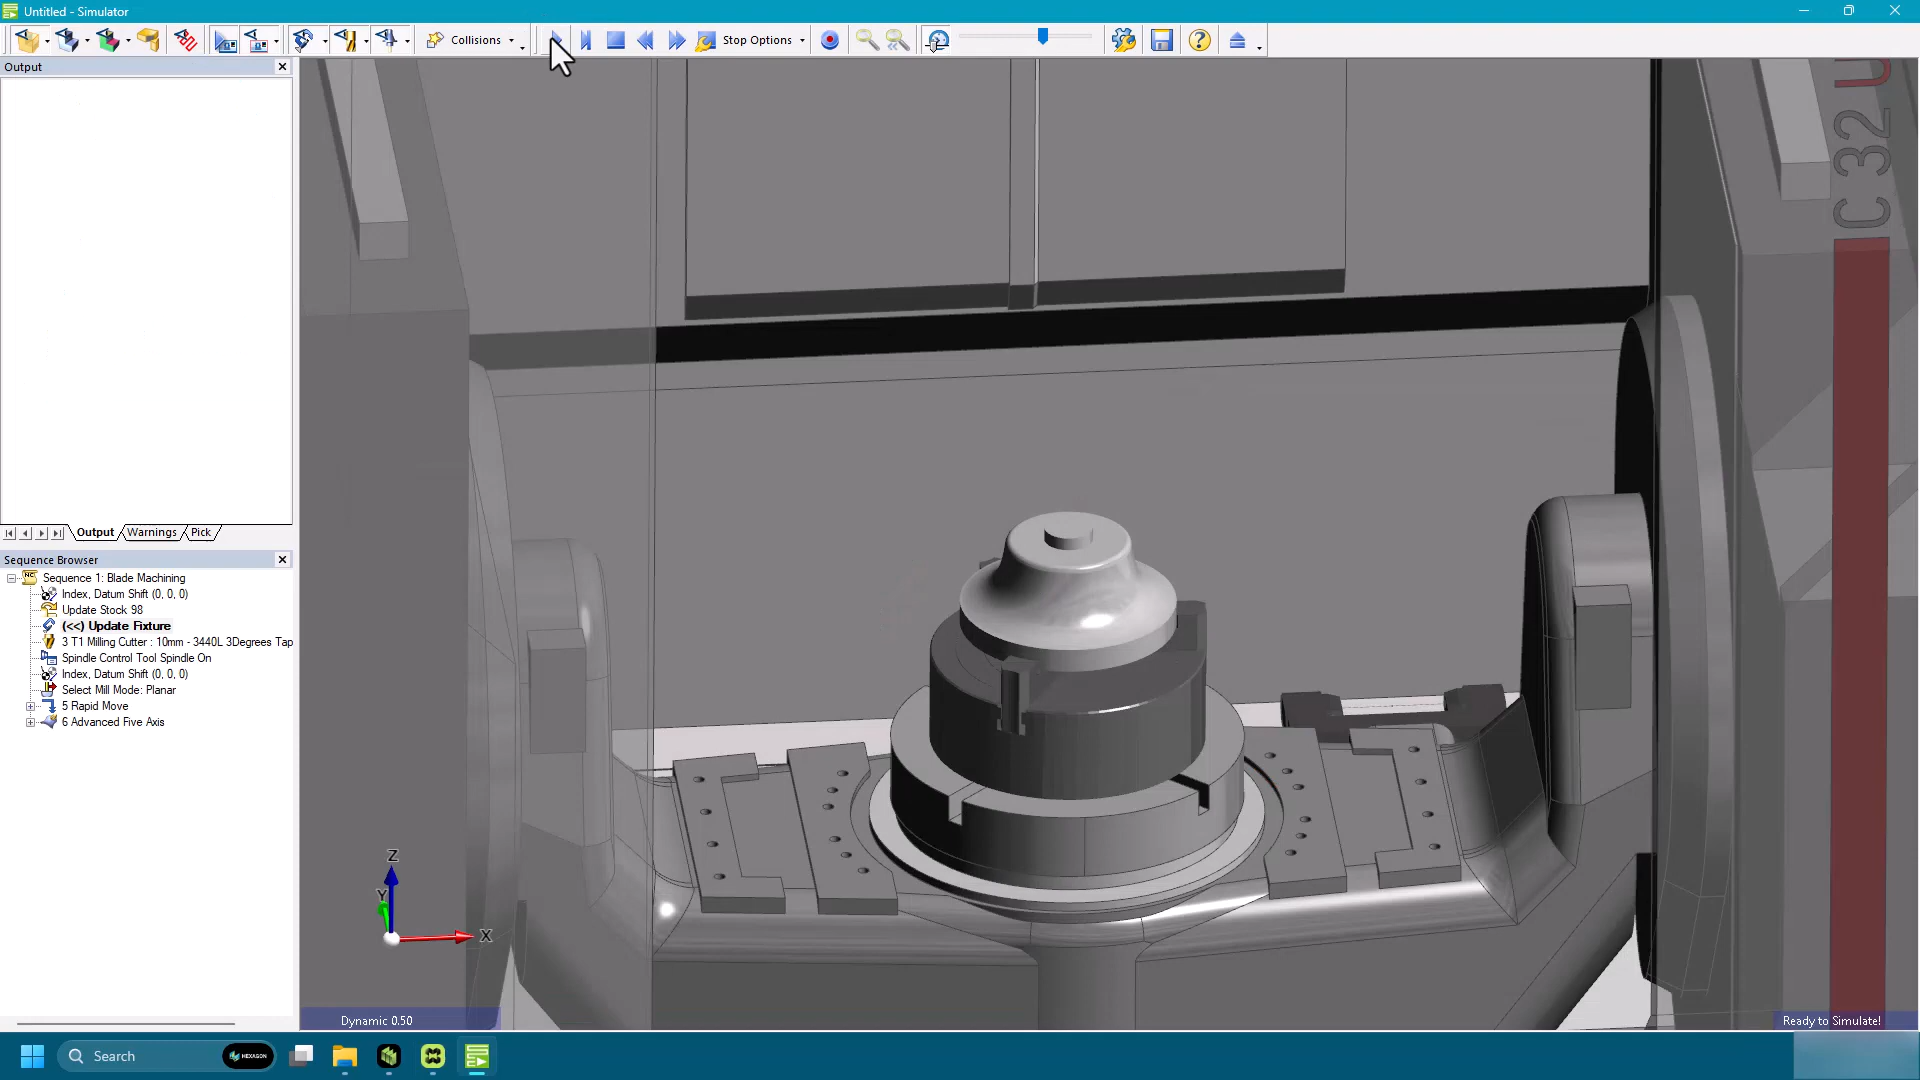 Untitled - Simulator
Collisions
Stop Options
Output
Output
Warnings
Pick
Sequence Browser
Sequence 1: Blade Machining
Index, Datum Shift (0, 0, 0)
Update Stock 98
(<<) Update Fixture
3 T1 Milling Cutter : 10mm - 3440L 3Degrees Tap
Spindle Control Tool Spindle On
Index, Datum Shift (0, 0, 0)
Select Mill Mode: Planar
5 Rapid Move
6 Advanced Five Axis
C32 U
Z
Y
X
Dynamic 0.50
Ready to Simulate!
Search
HEXAGON